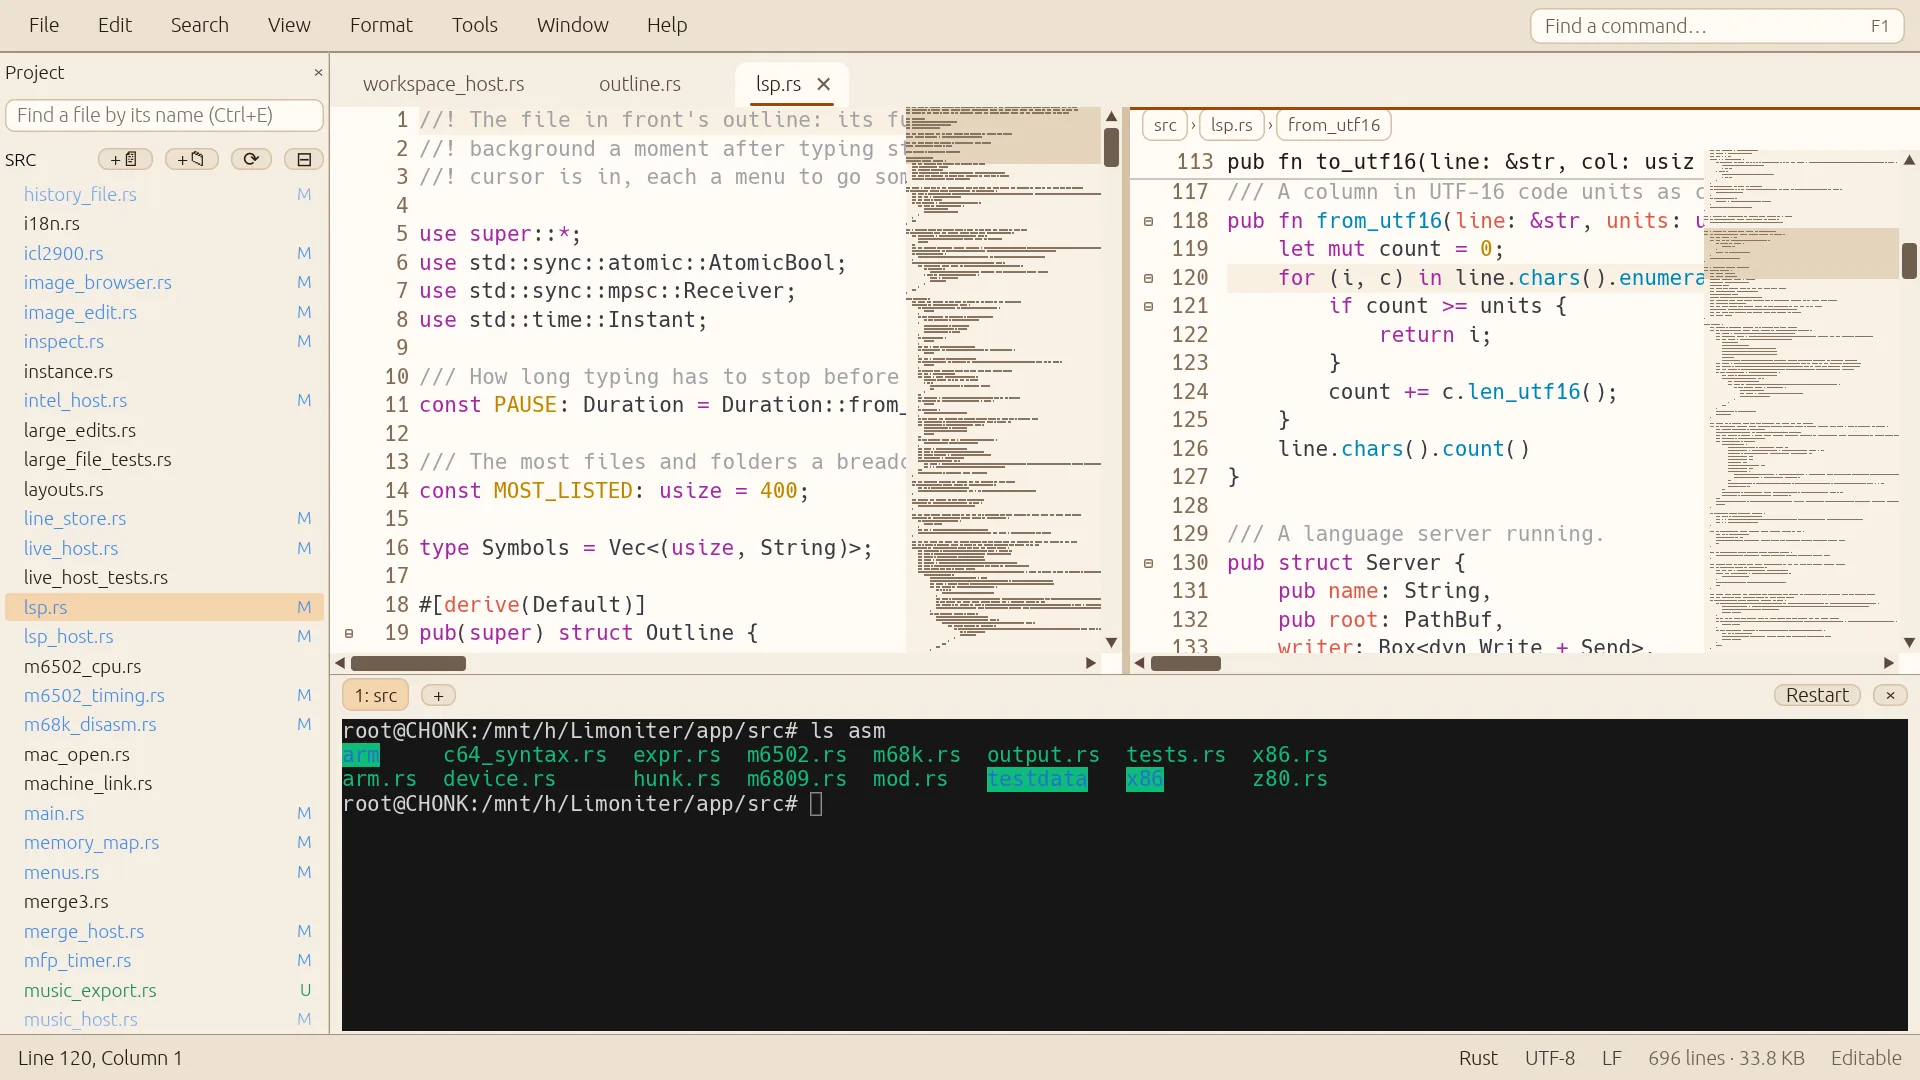 File Edit Search View Format Tools Window Help
Find a command… F1
Project ×
Find a file by its name (Ctrl+E)
SRC
history_file.rs M
i18n.rs
icl2900.rs M
image_browser.rs M
image_edit.rs M
inspect.rs M
instance.rs
intel_host.rs M
large_edits.rs
large_file_tests.rs
layouts.rs
line_store.rs M
live_host.rs M
live_host_tests.rs
lsp.rs M
lsp_host.rs M
m6502_cpu.rs
m6502_timing.rs M
m68k_disasm.rs M
mac_open.rs
machine_link.rs
main.rs M
memory_map.rs M
menus.rs M
merge3.rs
merge_host.rs M
mfp_timer.rs M
music_export.rs U
music_host.rs M
workspace_host.rs outline.rs lsp.rs ×
1 //! The file in front's outline: its
2 //! background a moment after typing
3 //! cursor is in, each a menu to go
4
5 use super::*;
6 use std::sync::atomic::AtomicBool;
7 use std::sync::mpsc::Receiver;
8 use std::time::Instant;
9
10 /// How long typing has to stop before
11 const PAUSE: Duration = Duration::from_
12
13 /// The most files and folders a
14 const MOST_LISTED: usize = 400;
15
16 type Symbols = Vec<(usize, String)>;
17
18 #[derive(Default)]
19 pub(super) struct Outline {
src › lsp.rs › from_utf16
113 pub fn to_utf16(line: &str, col: usiz
117 /// A column in UTF-16 code units as
118 pub fn from_utf16(line: &str, units:
119 let mut count = 0;
120 for (i, c) in line.chars().enumera
121 if count >= units {
122 return i;
123 }
124 count += c.len_utf16();
125 }
126 line.chars().count()
127 }
128
129 /// A language server running.
130 pub struct Server {
131 pub name: String,
132 pub root: PathBuf,
133 writer: Box<dyn Write + Send>,
1: src + Restart ×
root@CHONK:/mnt/h/Limoniter/app/src# ls asm
arm c64_syntax.rs expr.rs m6502.rs m68k.rs output.rs tests.rs x86.rs
arm.rs device.rs hunk.rs m6809.rs mod.rs testdata x86 z80.rs
root@CHONK:/mnt/h/Limoniter/app/src#
Line 120, Column 1
Rust UTF-8 LF 696 lines · 33.8 KB Editable